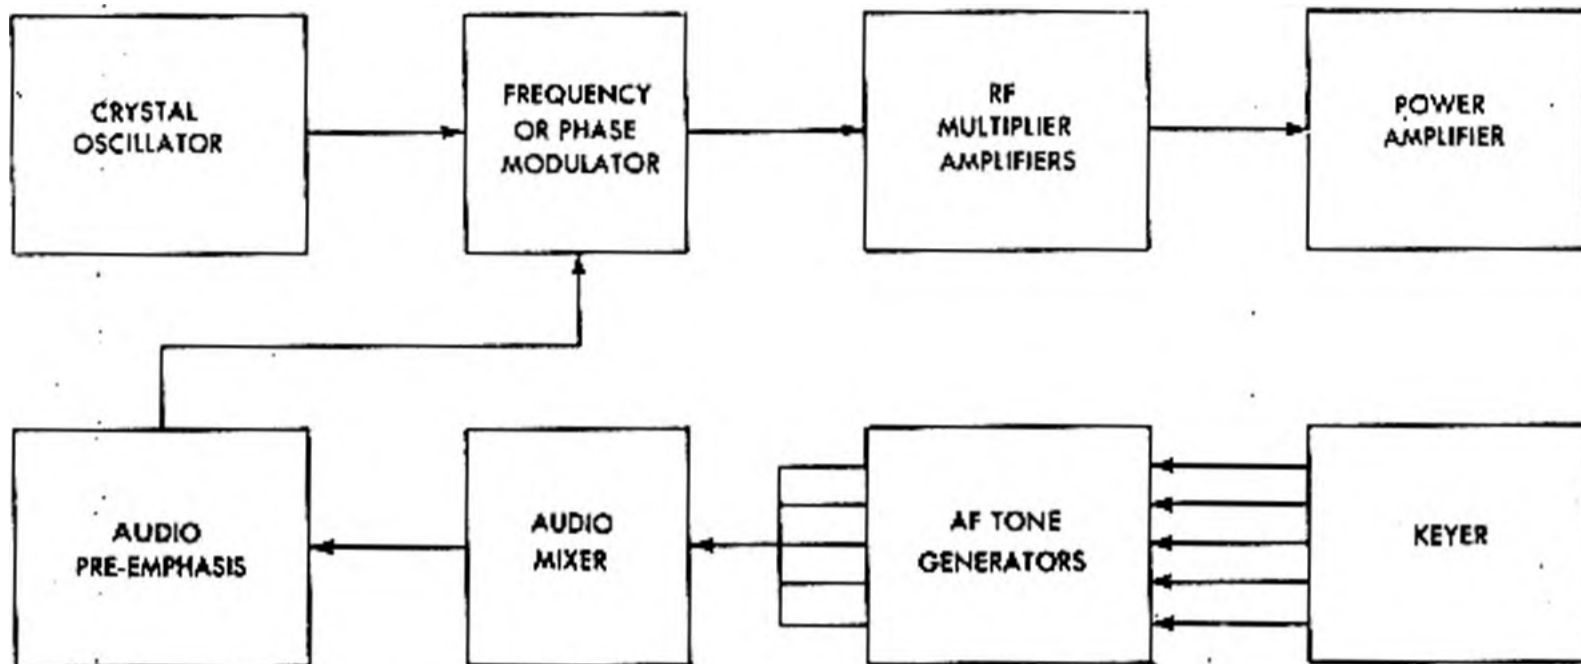 CRYSTAL
OSCILLATOR
FREQUENCY
OR PHASE
MODULATOR
RF
MULTIPLIER
AMPLIFIERS
POWER
AMPLIFIER
AUDIO
PRE-EMPHASIS
AUDIO
MIXER
AF TONE
GENERATORS
KEYER